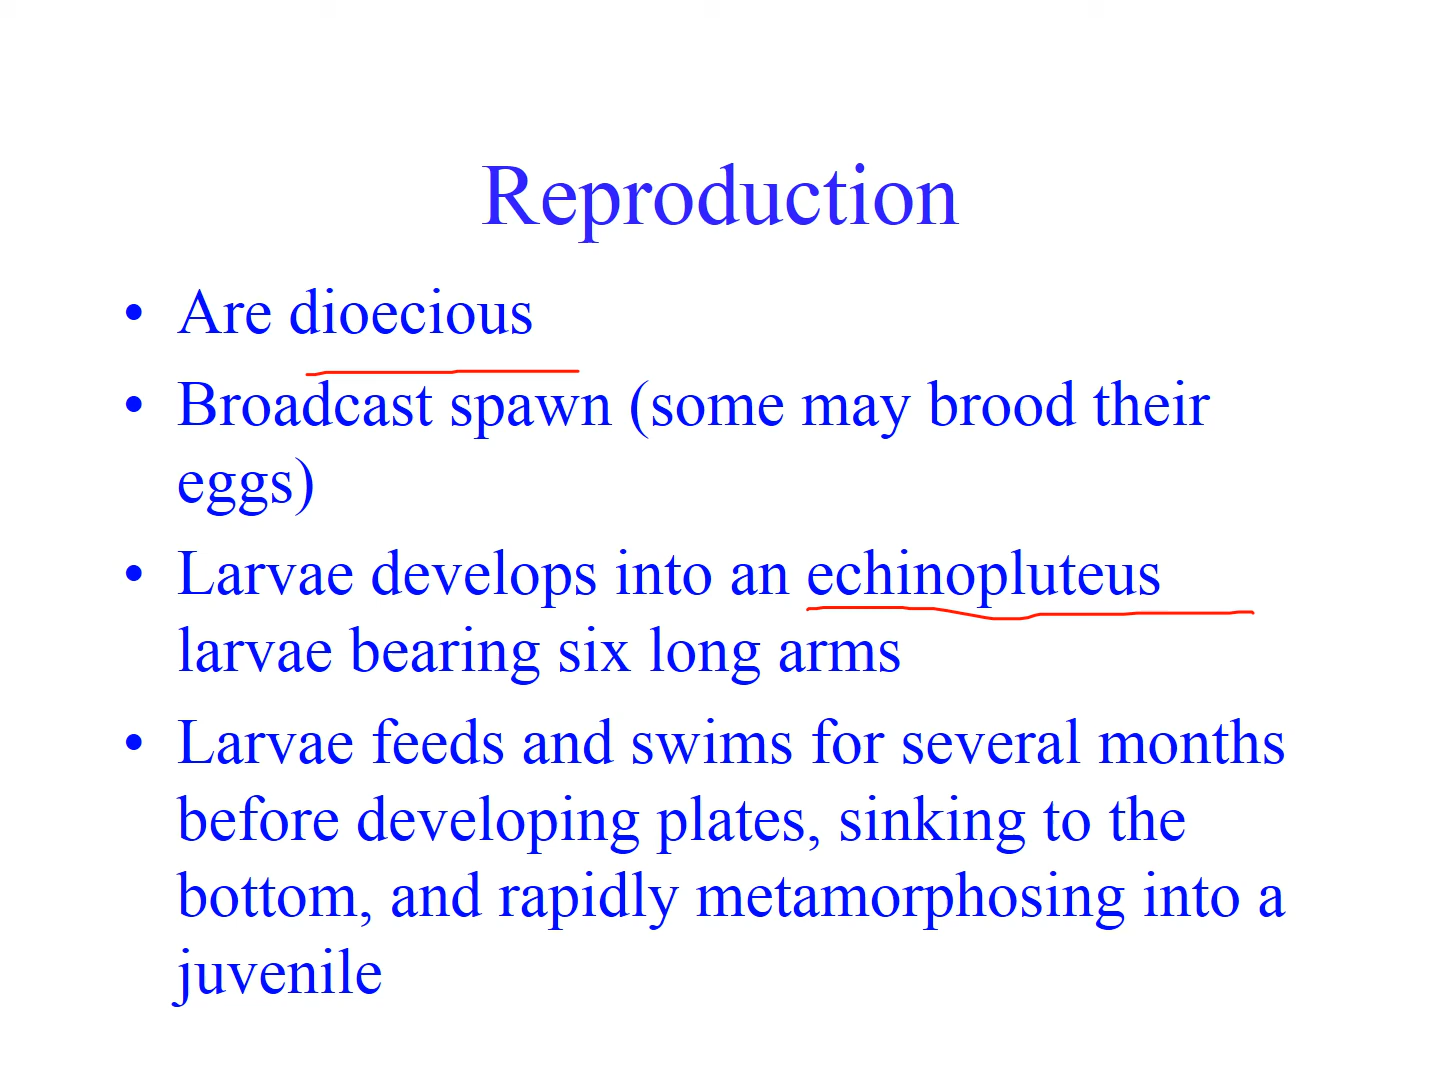 Reproduction
• Are dioecious
• Broadcast spawn (some may brood their
eggs)
• Larvae develops into an echinopluteus
larvae bearing six long arms
• Larvae feeds and swims for several months
before developing plates, sinking to the
bottom, and rapidly metamorphosing into a
juvenile